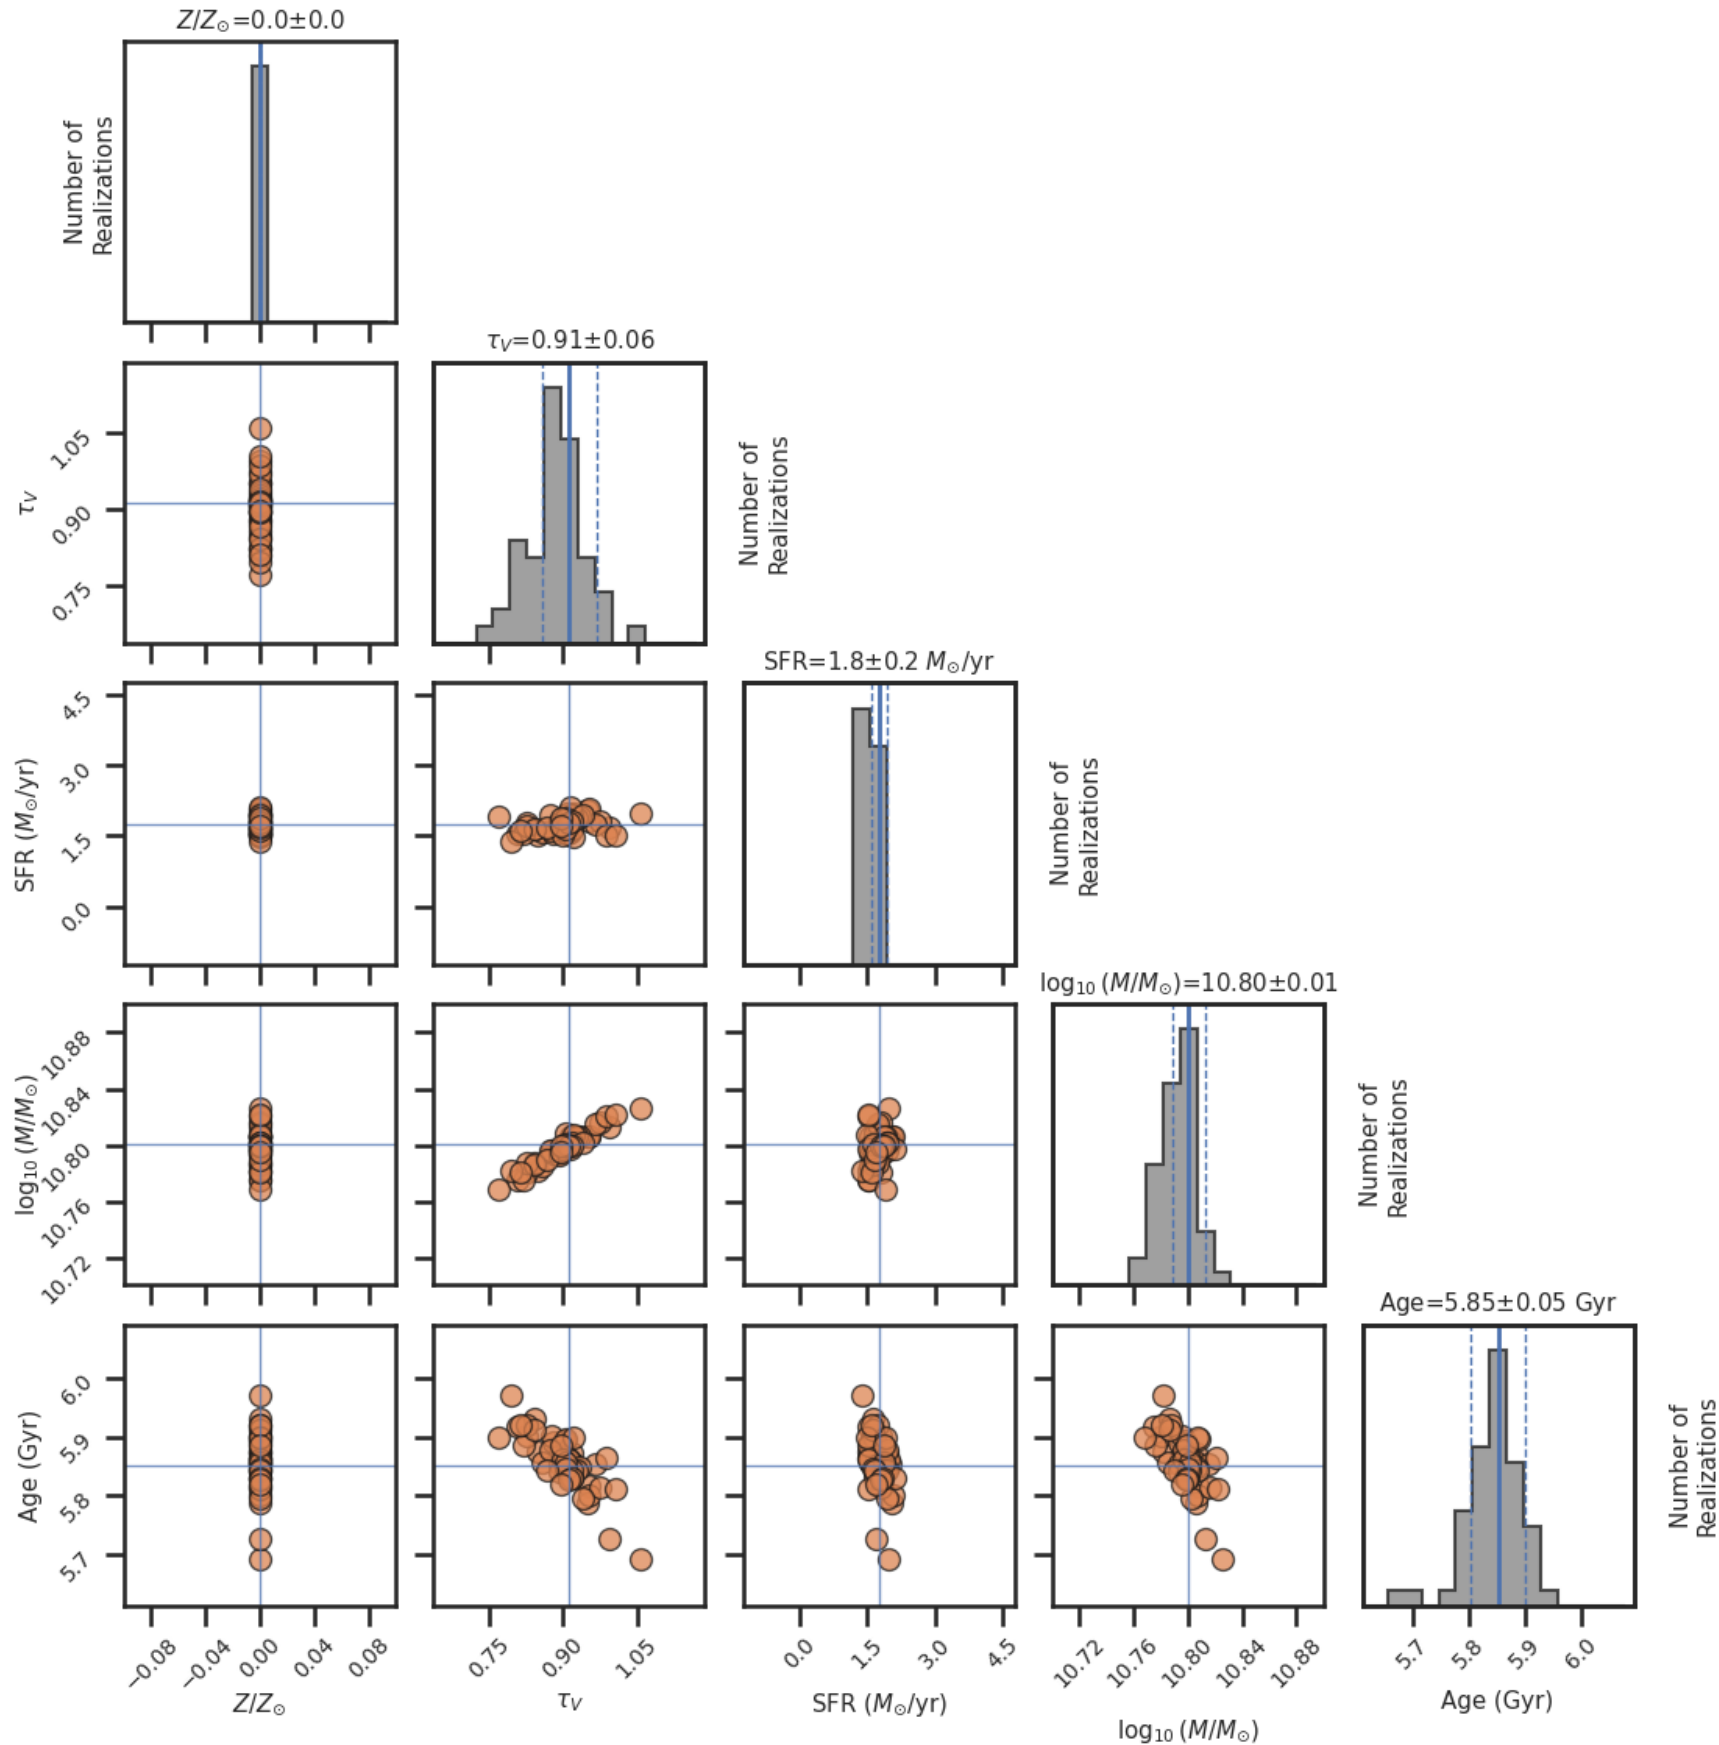 Z/Z⊙=0.0±0.0
Number of
Realizations
τV=0.91±0.06
τV
1.05
0.90
0.75
Number of
Realizations
SFR=1.8±0.2 M⊙/yr
SFR (M⊙/yr)
4.5
3.0
1.5
0.0
Number of
Realizations
log10 (M/M⊙)=10.80±0.01
log10 (M/M⊙)
10.88
10.84
10.80
10.76
10.72
Number of
Realizations
Age=5.85±0.05 Gyr
Age (Gyr)
6.0
5.9
5.8
5.7
Number of
Realizations
−0.08 −0.04 0.00 0.04 0.08
Z/Z⊙
0.75 0.90 1.05
τV
0.0 1.5 3.0 4.5
SFR (M⊙/yr)
10.72 10.76 10.80 10.84 10.88
log10 (M/M⊙)
5.7 5.8 5.9 6.0
Age (Gyr)